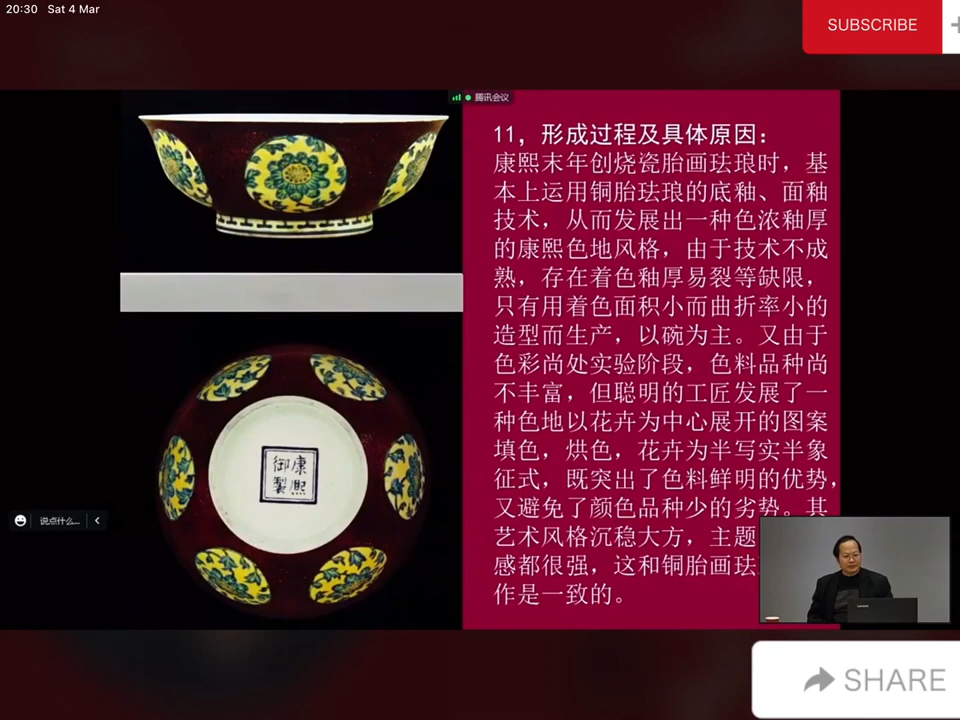 20:30 Sat 4 Mar
SUBSCRIBE
腾讯会议
11，形成过程及具体原因：
康熙末年创烧瓷胎画珐琅时，基
本上运用铜胎珐琅的底釉、面釉
技术，从而发展出一种色浓釉厚
的康熙色地风格，由于技术不成
熟，存在着色釉厚易裂等缺限，
只有用着色面积小而曲折率小的
造型而生产，以碗为主。又由于
色彩尚处实验阶段，色料品种尚
不丰富，但聪明的工匠发展了一
种色地以花卉为中心展开的图案
填色，烘色，花卉为半写实半象
征式，既突出了色料鲜明的优势，
又避免了颜色品种少的劣势。其
艺术风格沉稳大方，主题
感都很强，这和铜胎画珐
作是一致的。
康熙
御製
说点什么...
Lenovo
SHARE